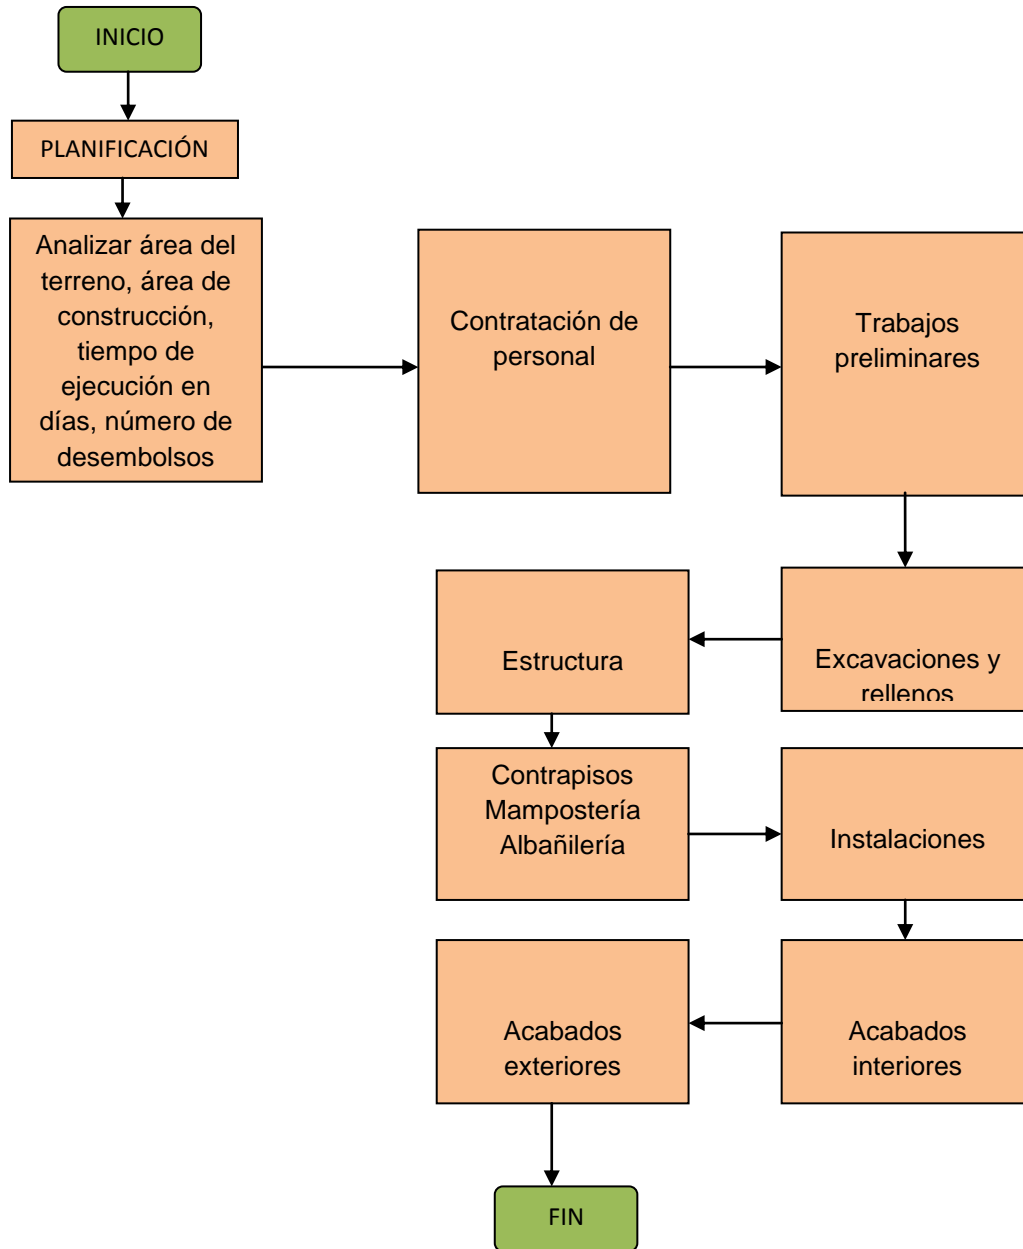 INICIO
PLANIFICACIÓN
Analizar área del
terreno, área de
construcción,
tiempo de
ejecución en
días, número de
desembolsos
Contratación de
personal
Trabajos
preliminares
Excavaciones y
rellenos
Estructura
Contrapisos
Mampostería
Albañilería
Instalaciones
Acabados
interiores
Acabados
exteriores
FIN